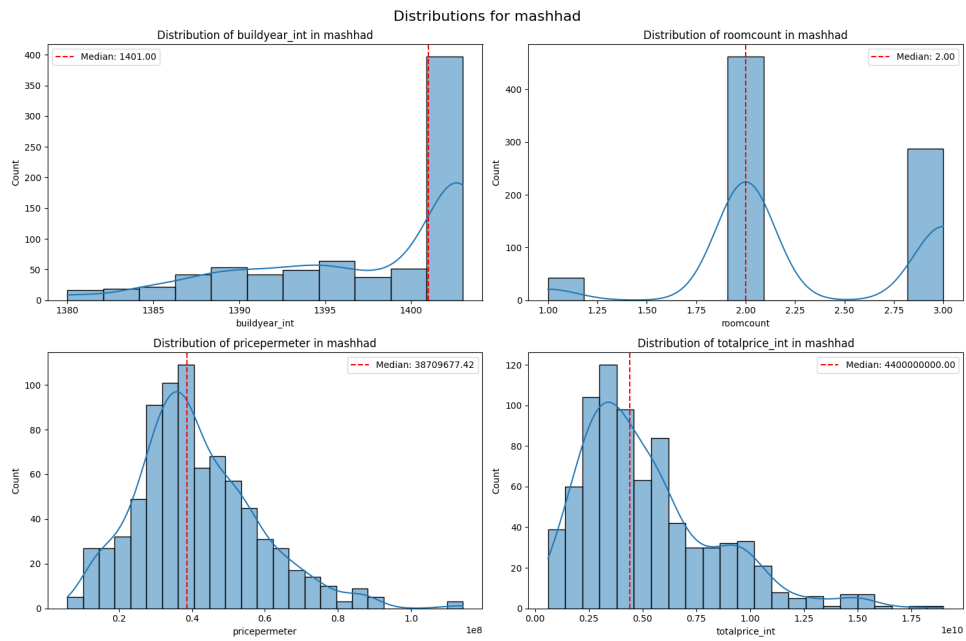 Distributions for mashhad
Distribution of buildyear_int in mashhad
Median: 1401.00
400
350
300
250
200
150
100
50
0
Count
1380
1385
1390
1395
1400
buildyear_int
Distribution of roomcount in mashhad
Median: 2.00
400
300
200
100
0
Count
1.00
1.25
1.50
1.75
2.00
2.25
2.50
2.75
3.00
roomcount
Distribution of pricepermeter in mashhad
Median: 38709677.42
100
80
60
40
20
0
Count
0.2
0.4
0.6
0.8
1.0
1e8
pricepermeter
Distribution of totalprice_int in mashhad
Median: 4400000000.00
120
100
80
60
40
20
0
Count
0.00
0.25
0.50
0.75
1.00
1.25
1.50
1.75
1e10
totalprice_int